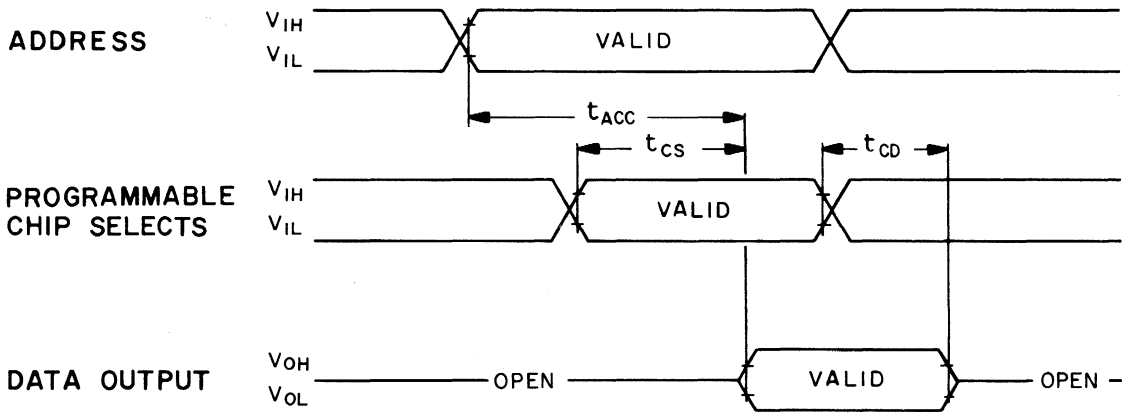 ADDRESS
VIH
VIL
VALID
tACC
tCS
tCD
PROGRAMMABLE
CHIP SELECTS
VIH
VIL
VALID
DATA OUTPUT
VOH
VOL
OPEN
VALID
OPEN